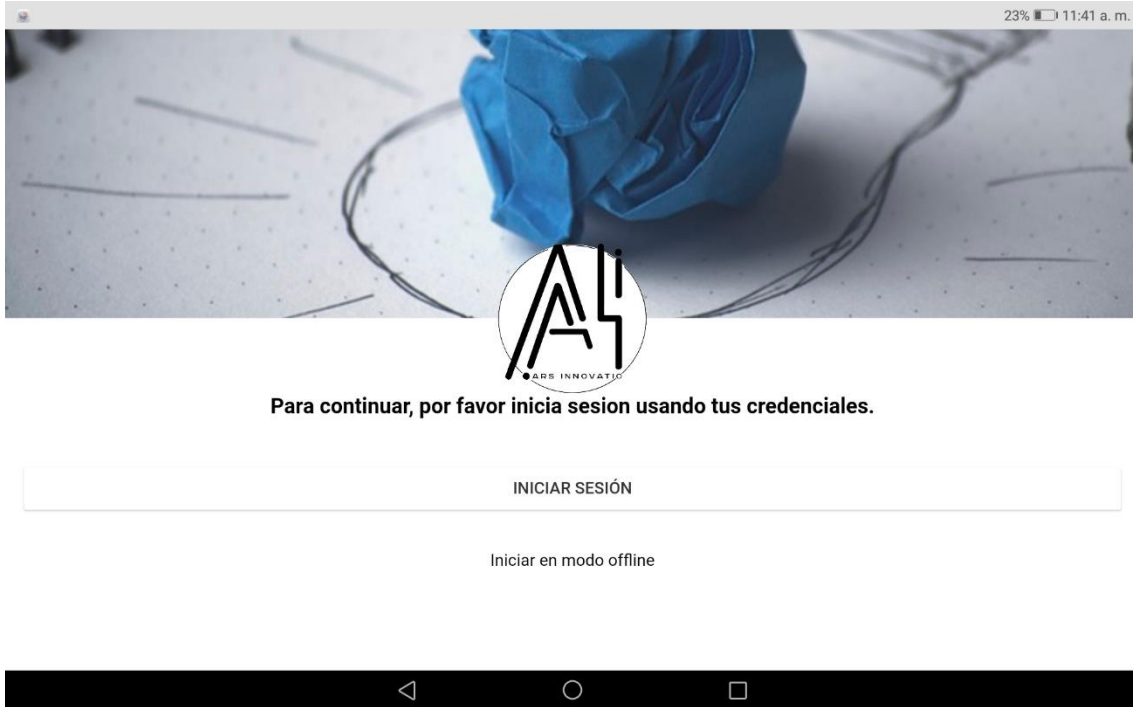 23% 11:41 a. m.
ARS INNOVATIO
Para continuar, por favor inicia sesion usando tus credenciales.
INICIAR SESIÓN
Iniciar en modo offline